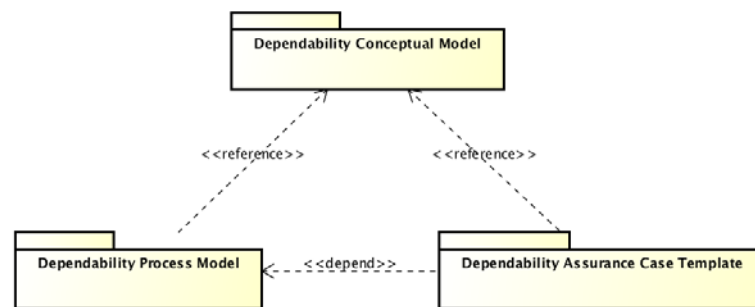 Dependability Conceptual Model
<<reference>>
<<reference>>
Dependability Process Model
<<depend>>
Dependability Assurance Case Template